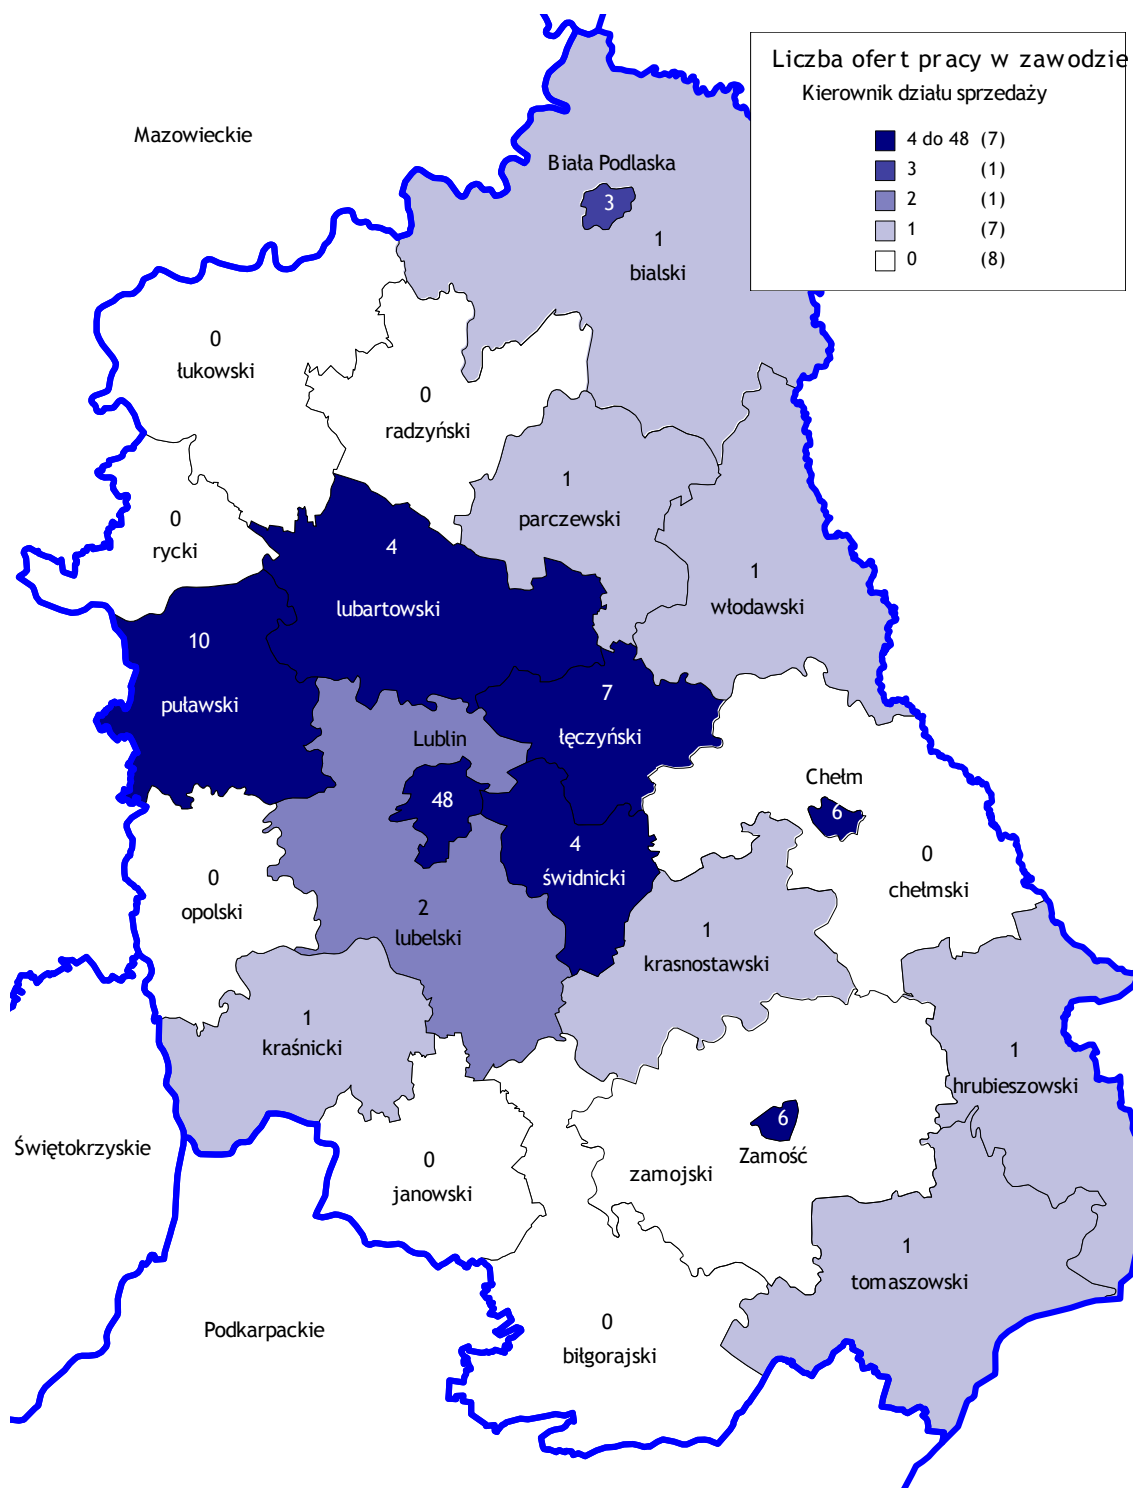 Liczba ofert pracy w zawodzie
Kierownik działu sprzedaży
4 do 48 (7)
3 (1)
2 (1)
1 (7)
0 (8)
Mazowieckie
Biała Podlaska
3
1
bialski
0
łukowski
0
radzyński
1
parczewski
0
rycki
4
lubartowski
1
włodawski
10
puławski
7
łęczyński
Lublin
48
Chełm
6
4
świdnicki
0
chełmski
0
opolski
2
lubelski
1
krasnostawski
1
kraśnicki
1
hrubieszowski
6
Zamość
zamojski
Świętokrzyskie
0
janowski
1
tomaszowski
0
biłgorajski
Podkarpackie